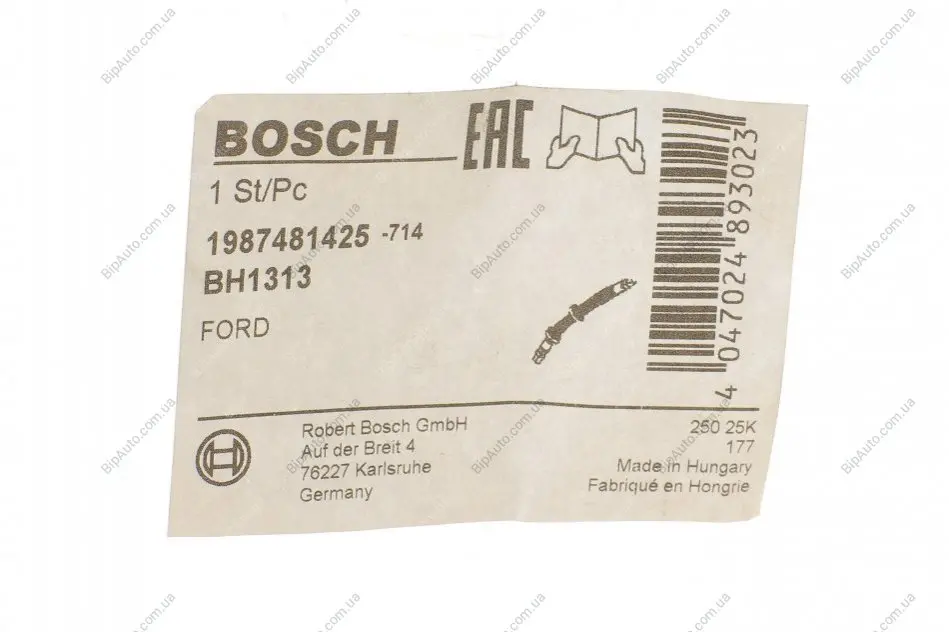 BOSCH
EAC
1 St/Pc
1987481425 -714
BH1313
FORD
4 047024 893023
Robert Bosch GmbH
Auf der Breit 4
76227 Karlsruhe
Germany
250 25K
177
Made in Hungary
Fabriqué en Hongrie
BipAuto.com.ua